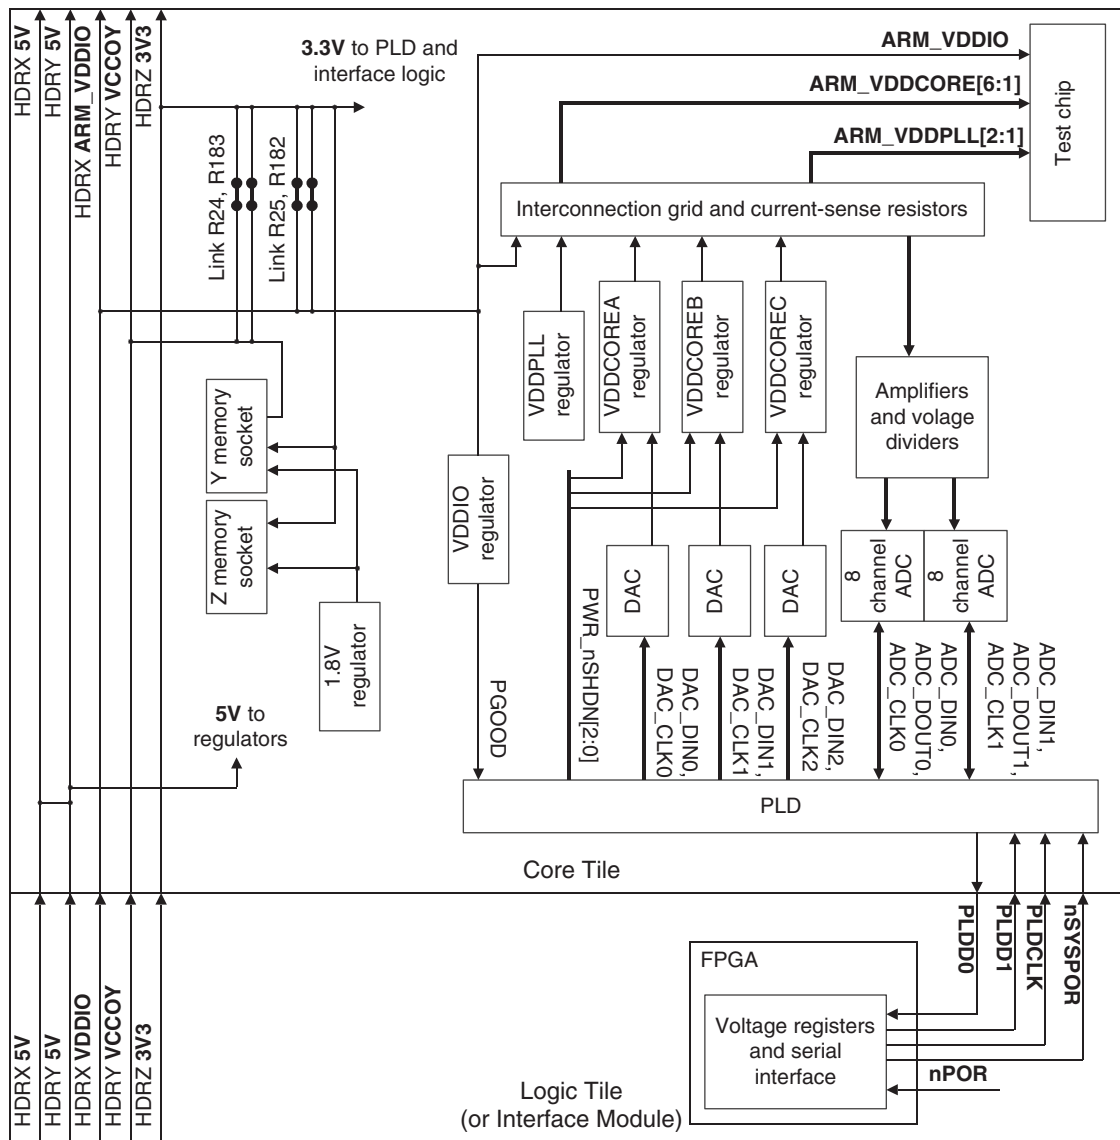 HDRX 5V
HDRY 5V
HDRX ARM_VDDIO
HDRY VCCOY
HDRZ 3V3
3.3V to PLD and
interface logic
ARM_VDDIO
ARM_VDDCORE[6:1]
ARM_VDDPLL[2:1]
Test chip
Link R24, R183
Link R25, R182
Interconnection grid and current-sense resistors
VDDPLL
regulator
VDDCOREA
regulator
VDDCOREB
regulator
VDDCOREC
regulator
Amplifiers
and volage
dividers
Y memory
socket
Z memory
socket
VDDIO
regulator
1.8V
regulator
DAC
DAC
DAC
8
channel
ADC
8
channel
ADC
5V to
regulators
PGOOD
PWR_nSHDN[2:0]
DAC_DIN0,
DAC_CLK0
DAC_DIN1,
DAC_CLK1
DAC_DIN2,
DAC_CLK2
ADC_DIN0,
ADC_DOUT0,
ADC_CLK0
ADC_DIN1,
ADC_DOUT1,
ADC_CLK1
PLD
Core Tile
PLDD0
PLDD1
PLDCLK
nSYSPOR
FPGA
Voltage registers
and serial
interface
nPOR
Logic Tile
(or Interface Module)
HDRX 5V
HDRY 5V
HDRX VDDIO
HDRY VCCOY
HDRZ 3V3